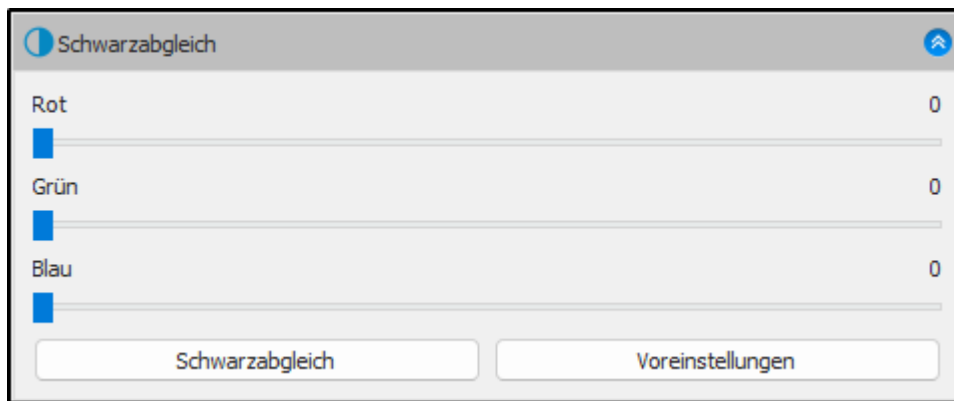 Schwarzabgleich
Rot 0
Grün 0
Blau 0
Schwarzabgleich Voreinstellungen